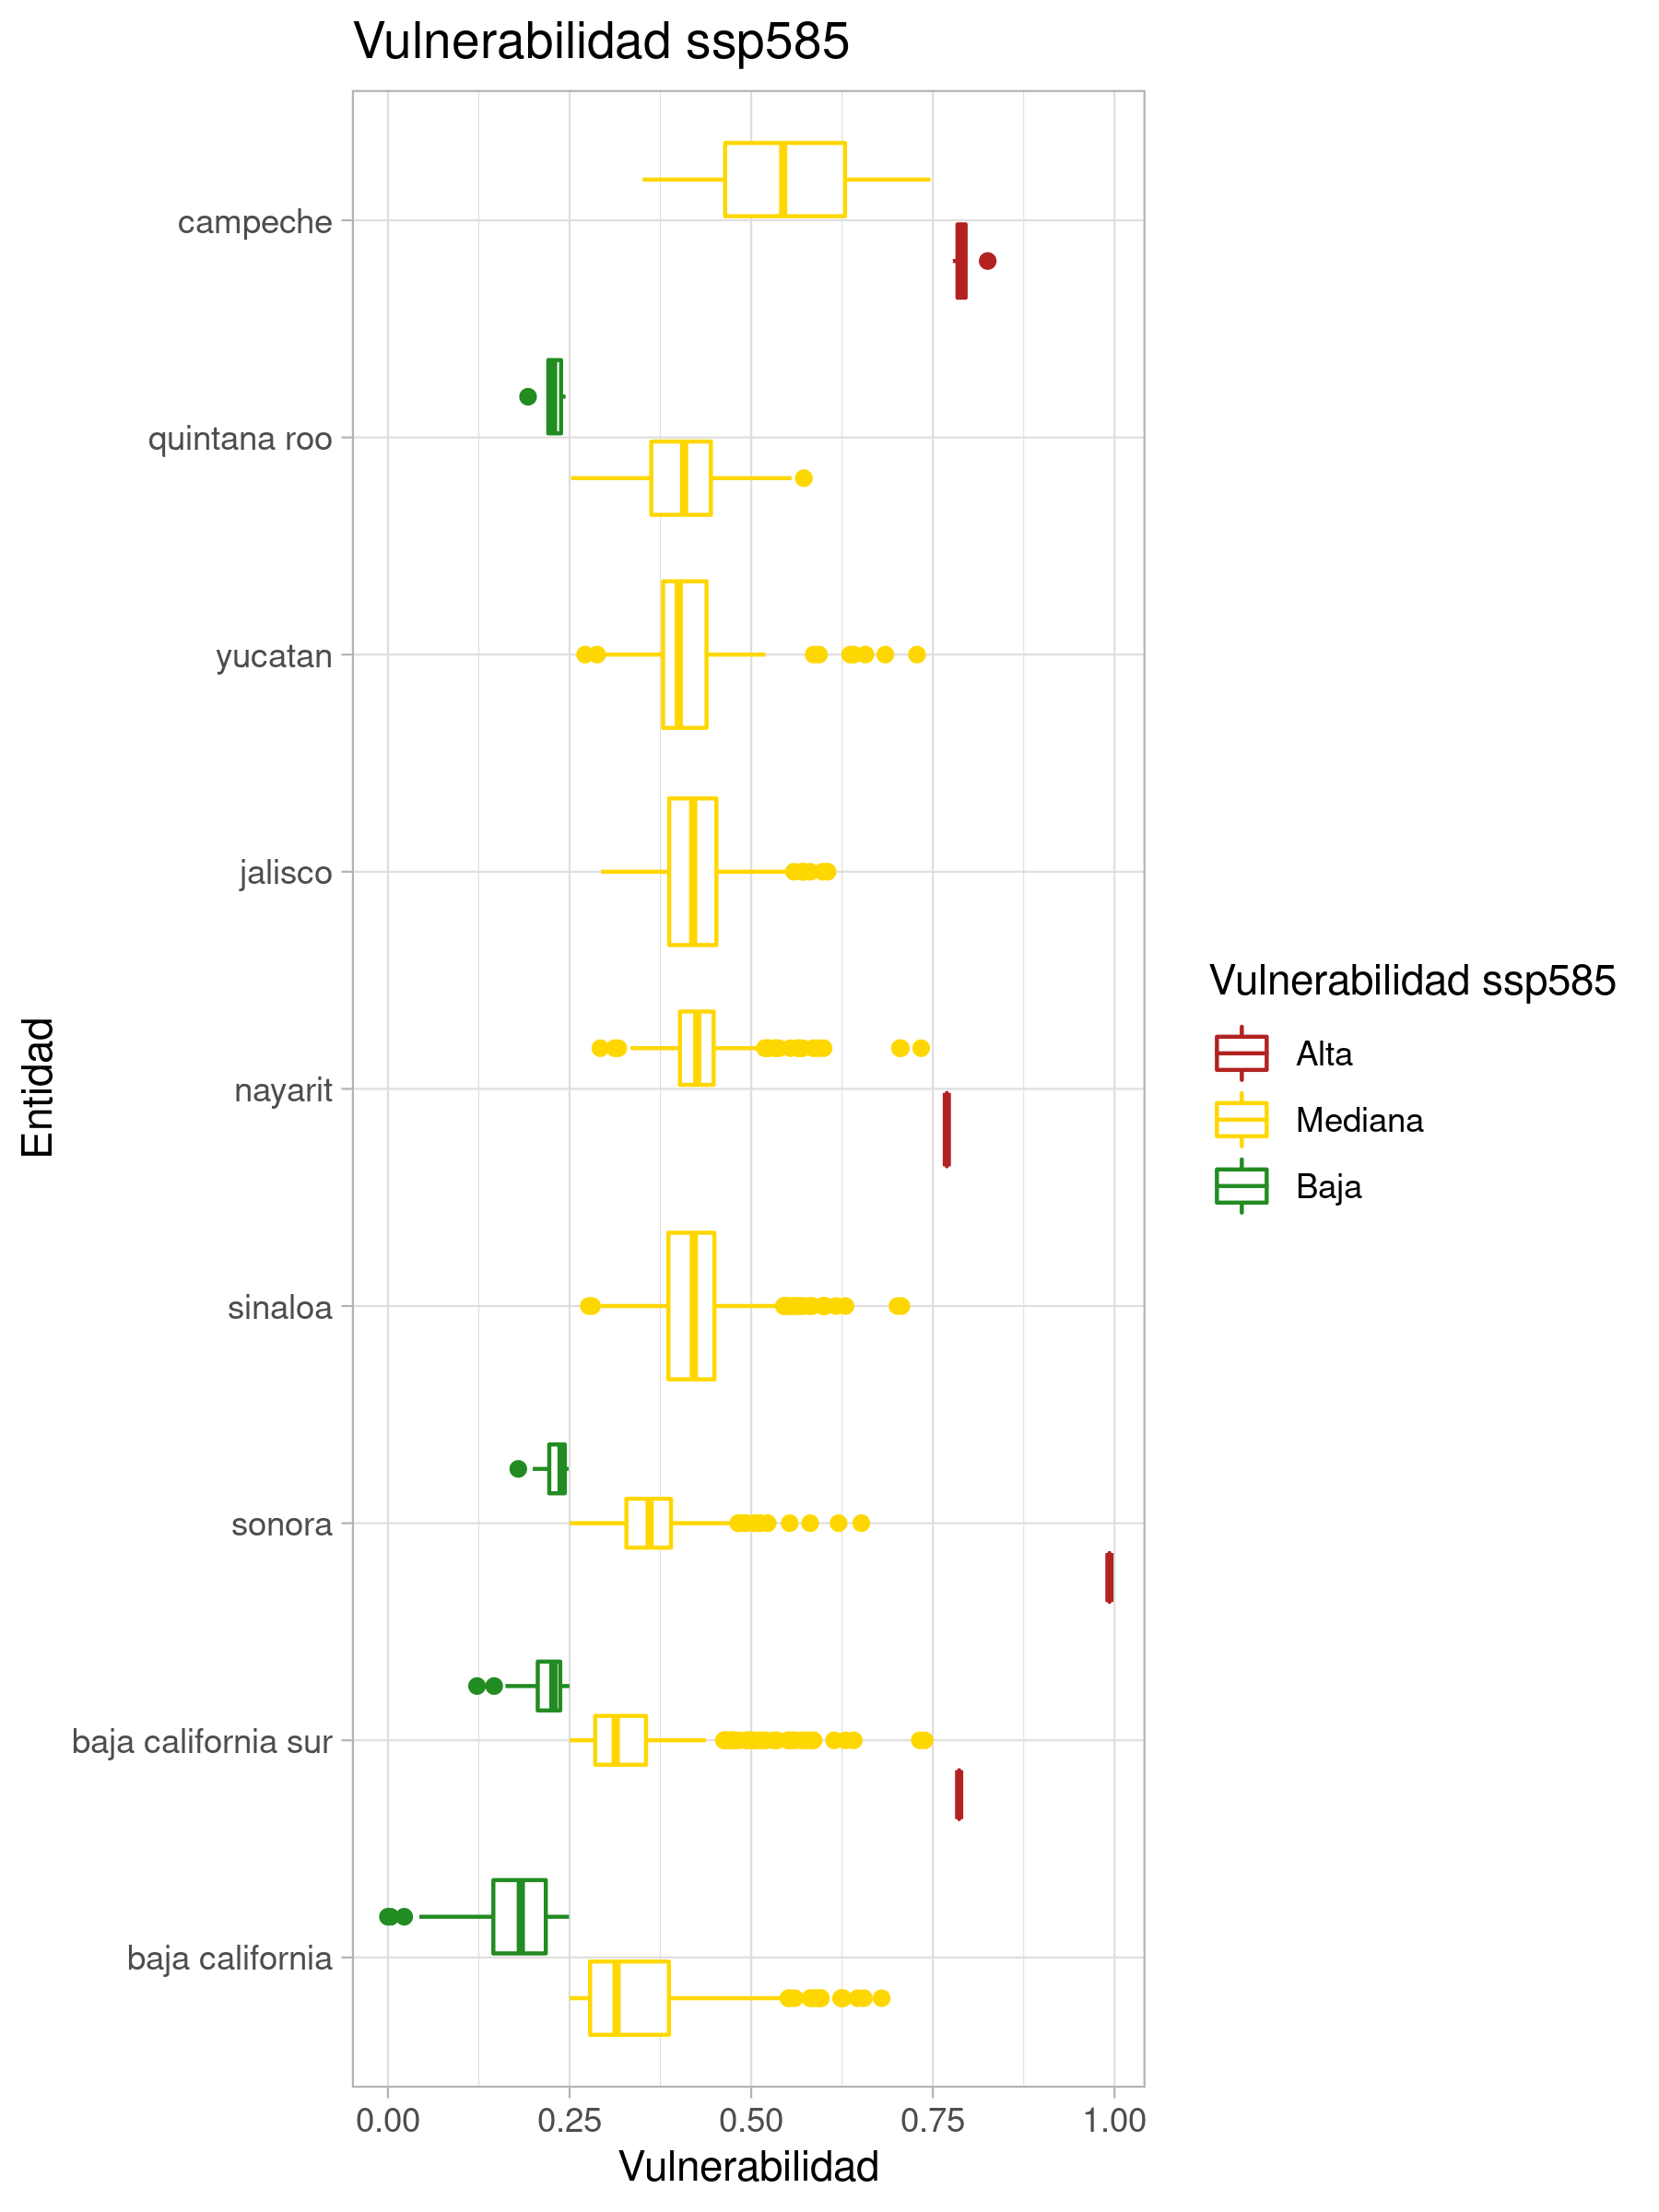 Vulnerabilidad ssp585
campeche
quintana roo
yucatan
jalisco
nayarit
sinaloa
sonora
baja california sur
baja california
Entidad
0.00 0.25 0.50 0.75 1.00
Vulnerabilidad
Vulnerabilidad ssp585
Alta
Mediana
Baja